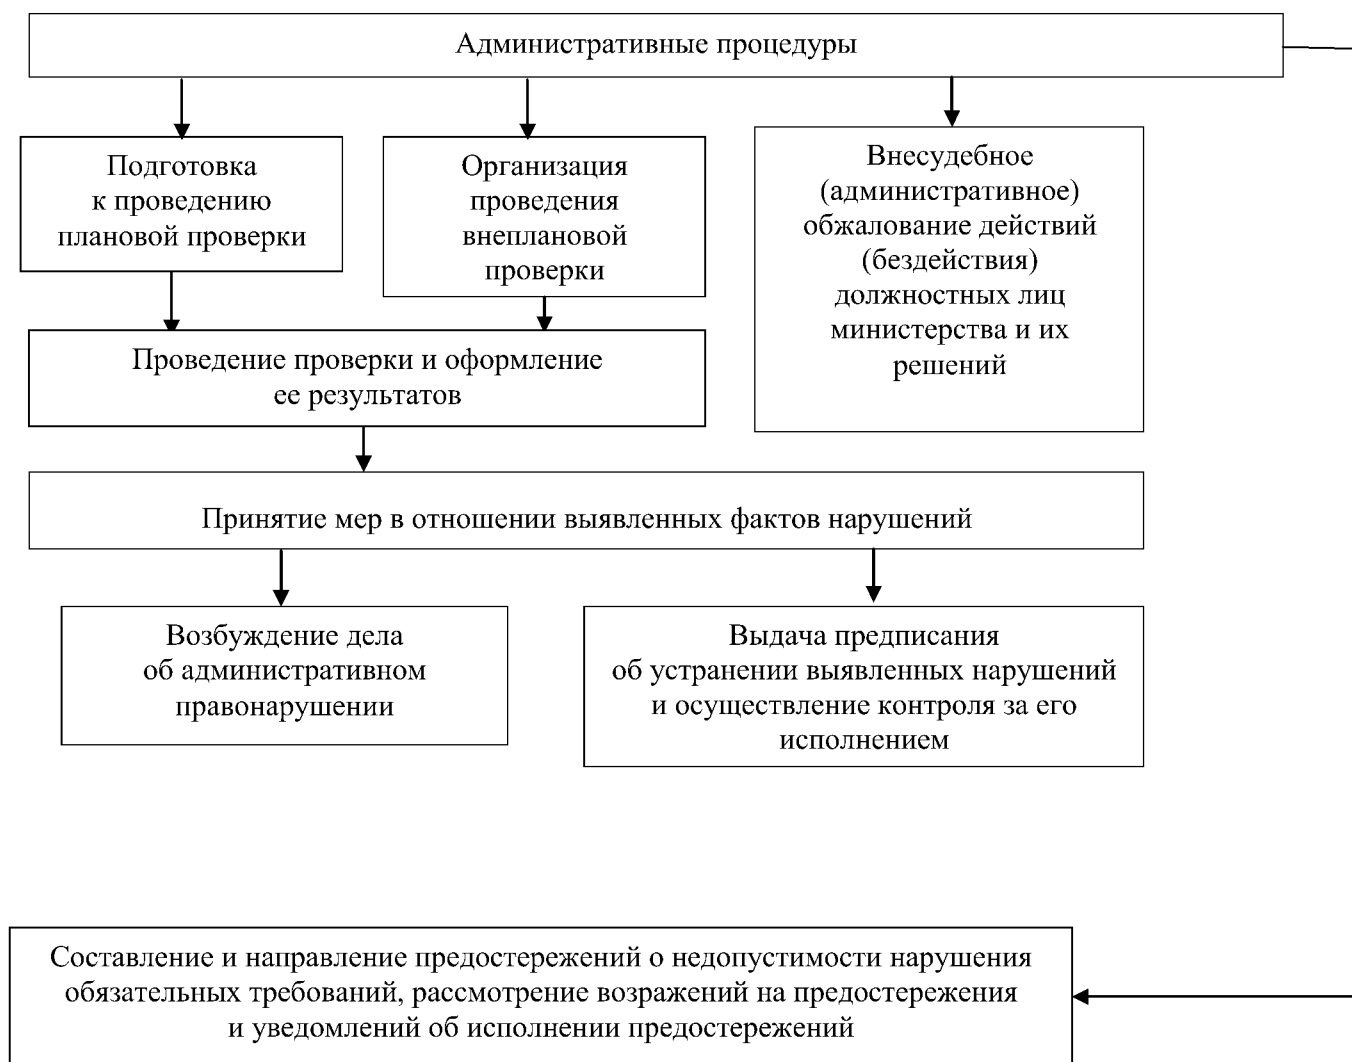 Административные процедуры
Подготовка
к проведению
плановой проверки
Организация
проведения
внеплановой
проверки
Внесудебное
(административное)
обжалование действий
(бездействия)
должностных лиц
министерства и их
решений
Проведение проверки и оформление
ее результатов
Принятие мер в отношении выявленных фактов нарушений
Возбуждение дела
об административном
правонарушении
Выдача предписания
об устранении выявленных нарушений
и осуществление контроля за его
исполнением
Составление и направление предостережений о недопустимости нарушения
обязательных требований, рассмотрение возражений на предостережения
и уведомлений об исполнении предостережений